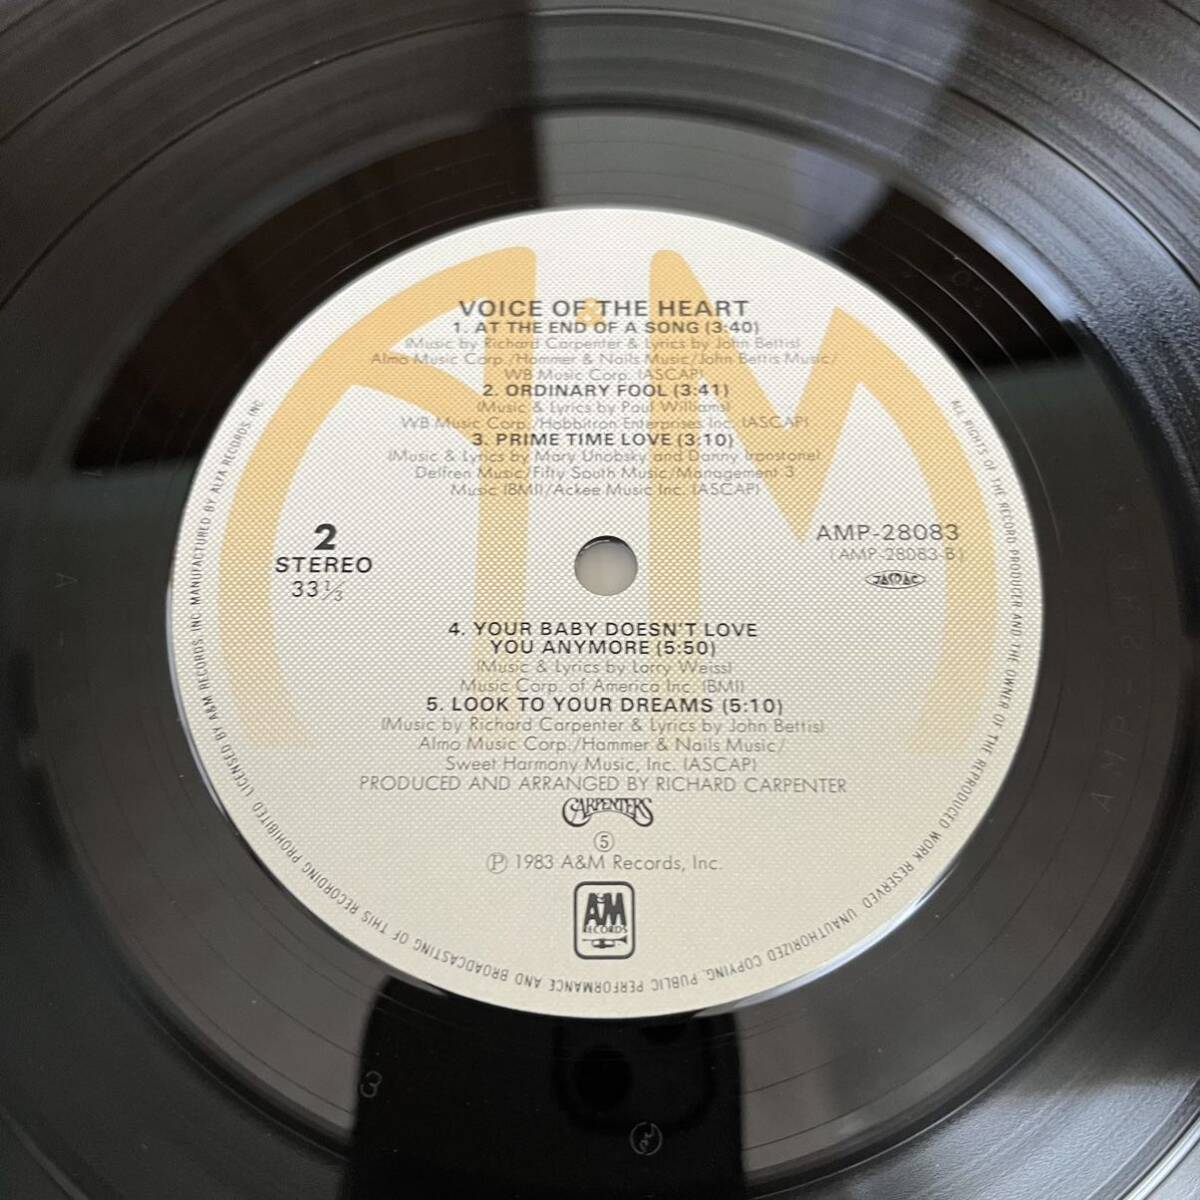 VOICE OF THE HEART
1. AT THE END OF A SONG (3:40)
(Music by Richard Carpenter & Lyrics by John Bettis)
Almo Music Corp./Hammer & Nails Music/John Bettis Music/
WB Music Corp. (ASCAP)
2. ORDINARY FOOL (3:41)
(Music & Lyrics by Paul Williams)
WB Music Corp./Hobbitron Enterprises Inc. (ASCAP)
3. PRIME TIME LOVE (3:10)
(Music & Lyrics by Mary Unobsky and Danny Ironstone)
Delfren Music/Fifty South Music/Management 3
Music (BMI)/Ackee Music Inc. (ASCAP)
2
STEREO
33 1/3
AMP-28083
(AMP-28083-B)
JASRAC
4. YOUR BABY DOESN'T LOVE
YOU ANYMORE (5:50)
(Music & Lyrics by Larry Weiss)
Music Corp. of America Inc. (BMI)
5. LOOK TO YOUR DREAMS (5:10)
(Music by Richard Carpenter & Lyrics by John Bettis)
Almo Music Corp./Hammer & Nails Music/
Sweet Harmony Music, Inc. (ASCAP)
PRODUCED AND ARRANGED BY RICHARD CARPENTER
CARPENTERS
⑤
Ⓟ 1983 A&M Records, Inc.
A&M
RECORDS
ALL RIGHTS OF THE RECORD PRODUCER AND THE OWNER OF THE REPRODUCED WORK RESERVED. UNAUTHORIZED COPYING, PUBLIC PERFORMANCE AND BROADCASTING OF THIS RECORDING PROHIBITED. LICENSED BY A&M RECORDS INC. MANUFACTURED BY ALFA RECORDS INC.